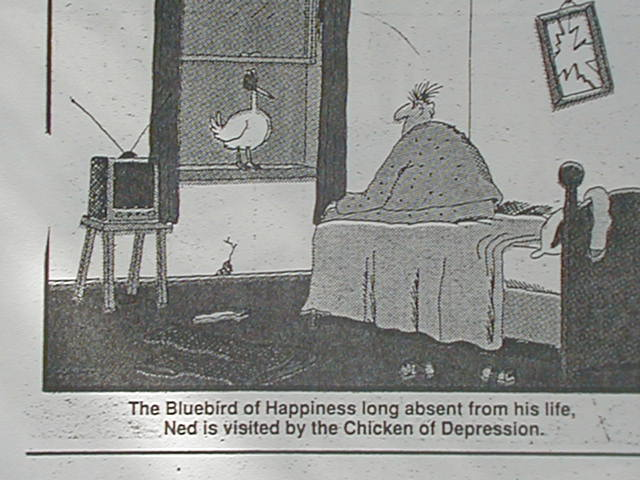 The Bluebird of Happiness long absent from his life,
Ned is visited by the Chicken of Depression.